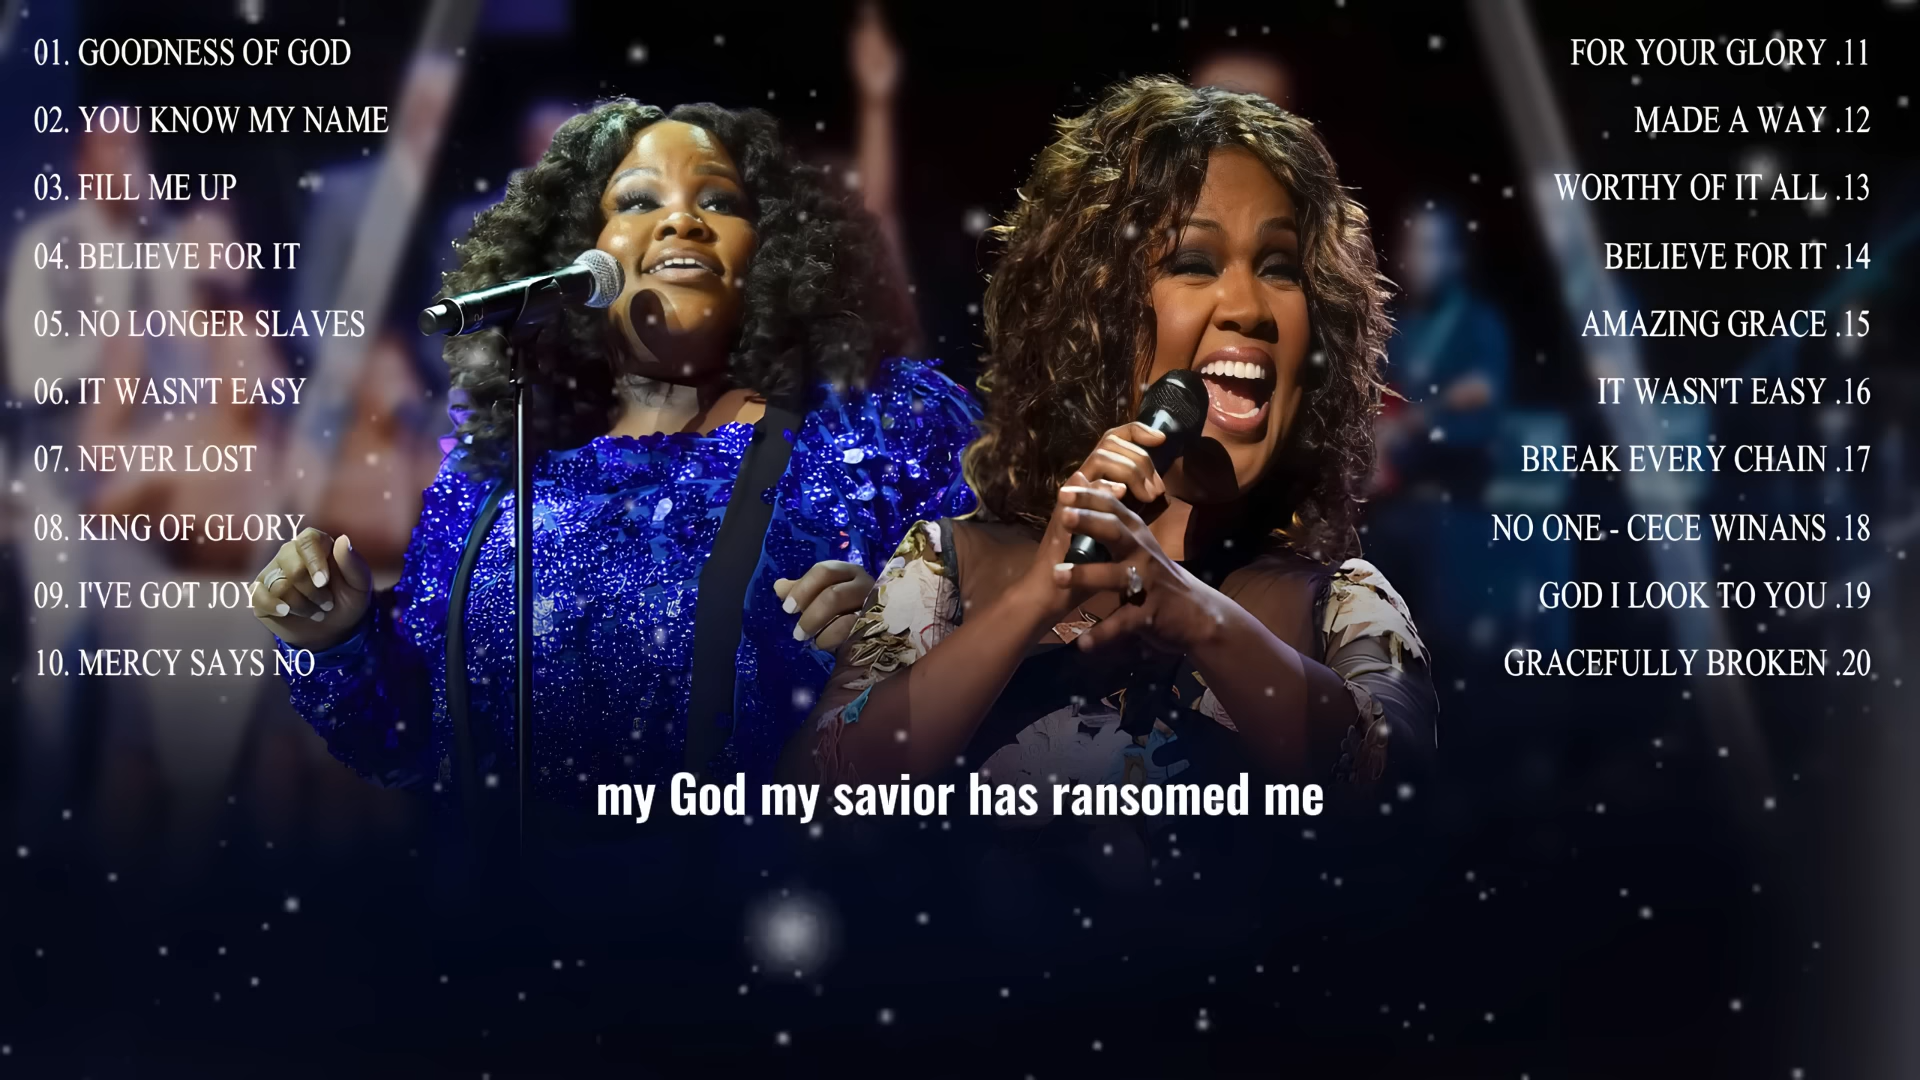 01. GOODNESS OF GOD
02. YOU KNOW MY NAME
03. FILL ME UP
04. BELIEVE FOR IT
05. NO LONGER SLAVES
06. IT WASN'T EASY
07. NEVER LOST
08. KING OF GLORY
09. I'VE GOT JOY
10. MERCY SAYS NO
FOR YOUR GLORY .11
MADE A WAY .12
WORTHY OF IT ALL .13
BELIEVE FOR IT .14
AMAZING GRACE .15
IT WASN'T EASY .16
BREAK EVERY CHAIN .17
NO ONE - CECE WINANS .18
GOD I LOOK TO YOU .19
GRACEFULLY BROKEN .20
my God my savior has ransomed me